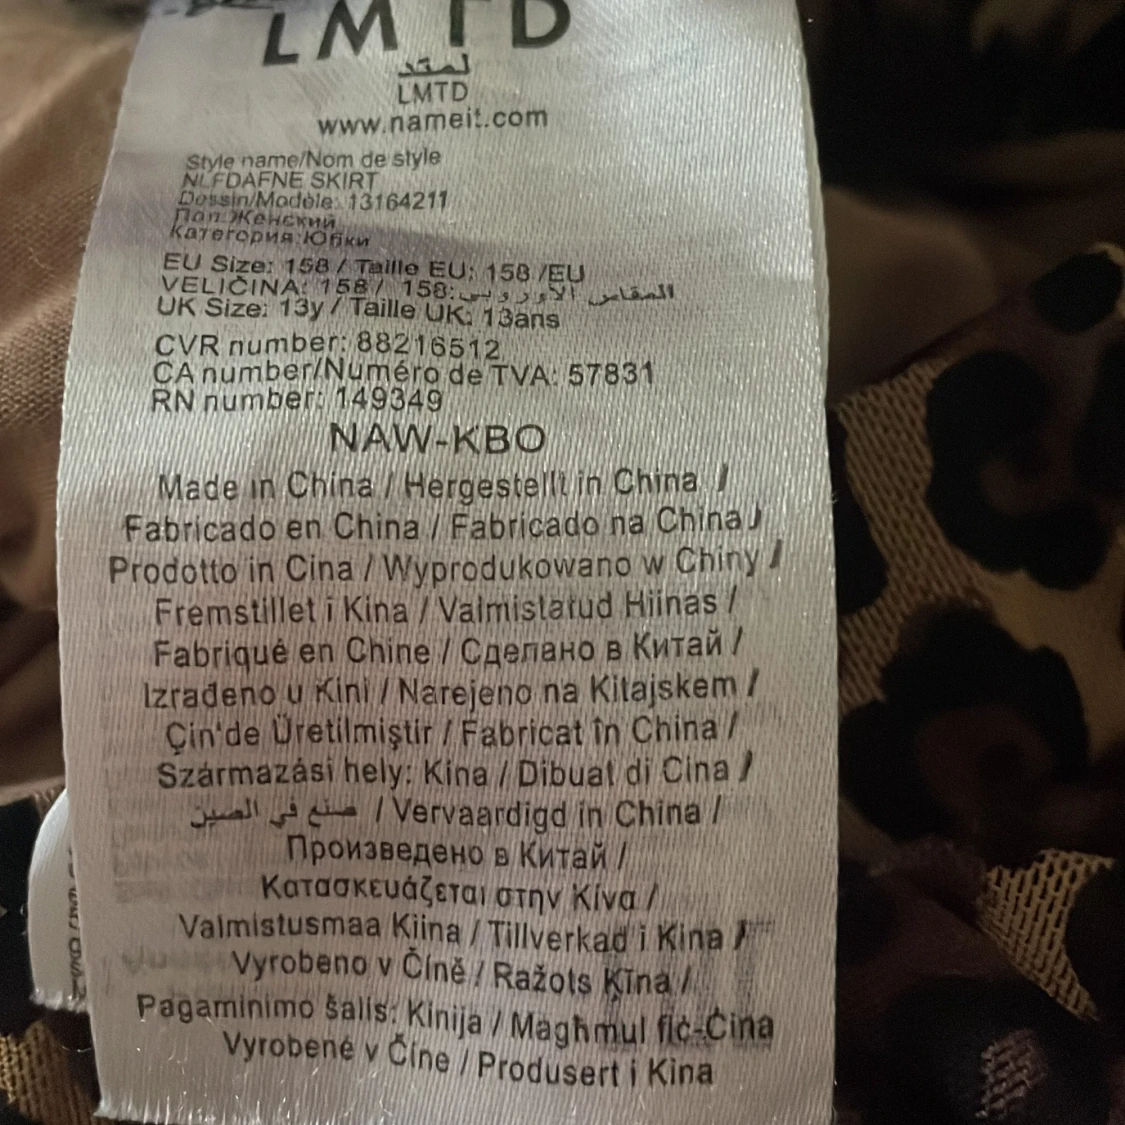 LMTD
لمتد
LMTD
www.nameit.com
Style name/Nom de style
NLFDAFNE SKIRT
Dessin/Modèle: 13164211
Пол:Женский
Категория:Юбки
EU Size: 158 / Taille EU: 158 /EU
VELIČINA: 158 / 158: المقاس الأوروبي
UK Size: 13y / Taille UK: 13ans
CVR number: 88216512
CA number/Numéro de TVA: 57831
RN number: 149349
NAW-KBO
Made in China / Hergestellt in China /
Fabricado en China / Fabricado na China /
Prodotto in Cina / Wyprodukowano w Chiny /
Fremstillet i Kina / Valmistatud Hiinas /
Fabriqué en Chine / Сделано в Китай /
Izrađeno u Kini / Narejeno na Kitajskem /
Çin'de Üretilmiştir / Fabricat în China /
Származási hely: Kína / Dibuat di Cina /
صنع في الصين / Vervaardigd in China /
Произведено в Китай /
Κατασκευάζεται στην Κίνα /
Valmistusmaa Kiina / Tillverkad i Kina /
Vyrobeno v Číně / Ražots Ķīna /
Pagaminimo šalis: Kinija / Magħmul fiċ-Ċina
Vyrobené v Číne / Produsert i Kina